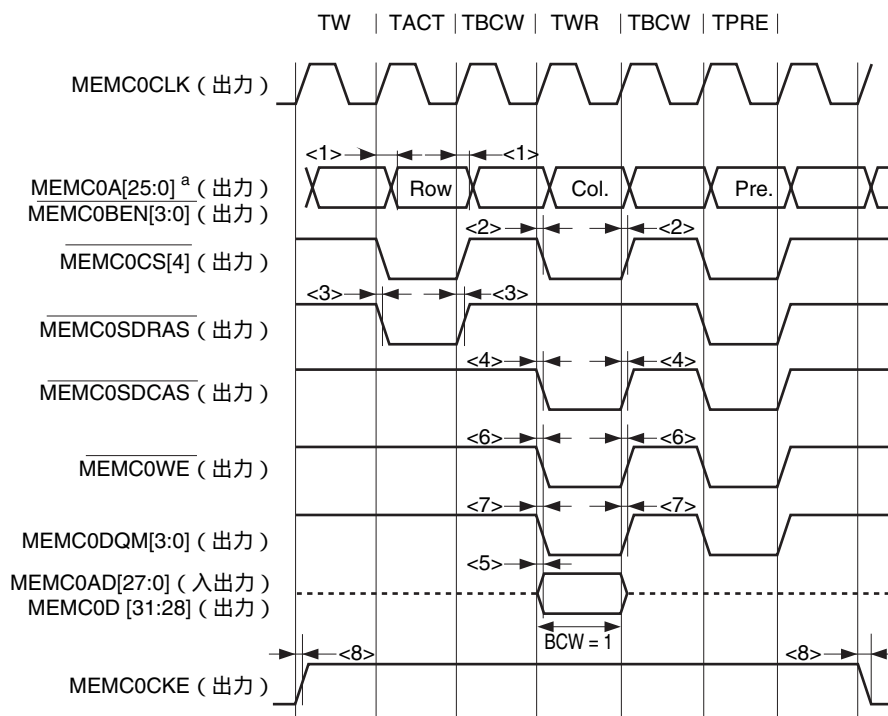 TW | TACT | TBCW | TWR | TBCW | TPRE |
MEMC0CLK（出力）
<1> <1>
MEMC0A[25:0] a（出力） Row Col. Pre.
MEMC0BEN[3:0]（出力）
<2> <2>
MEMC0CS[4]（出力）
<3> <3>
MEMC0SDRAS（出力）
<4> <4>
MEMC0SDCAS（出力）
<6> <6>
MEMC0WE（出力）
<7> <7>
MEMC0DQM[3:0]（出力）
<5>
MEMC0AD[27:0]（入出力）
MEMC0D [31:28]（出力）
BCW = 1
<8> <8>
MEMC0CKE（出力）